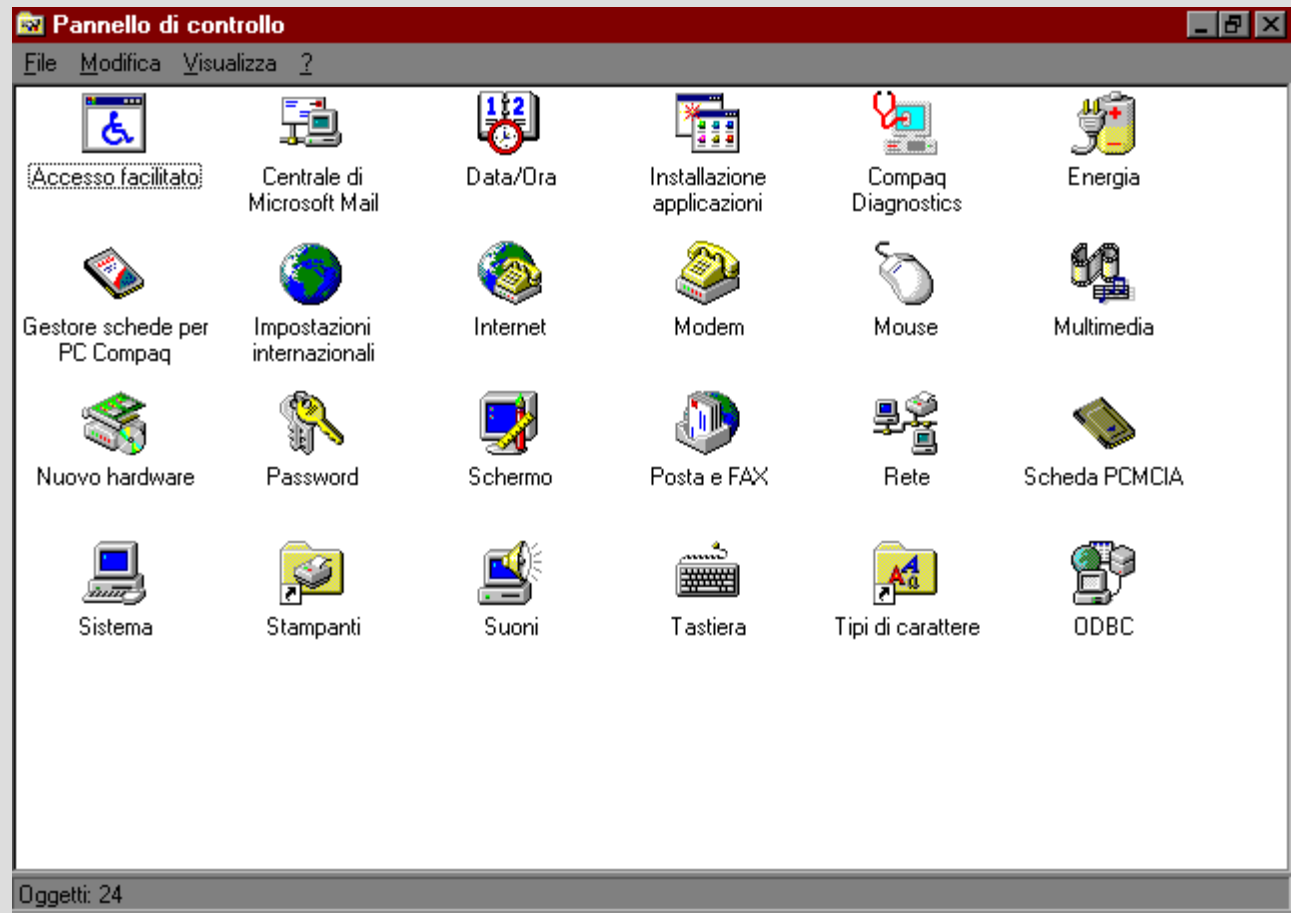 Pannello di controllo
File Modifica Visualizza ?
Accesso facilitato
Centrale di
Microsoft Mail
Data/Ora
Installazione
applicazioni
Compaq
Diagnostics
Energia
Gestore schede per
PC Compaq
Impostazioni
internazionali
Internet
Modem
Mouse
Multimedia
Nuovo hardware
Password
Schermo
Posta e FAX
Rete
Scheda PCMCIA
Sistema
Stampanti
Suoni
Tastiera
Tipi di carattere
ODBC
Oggetti: 24